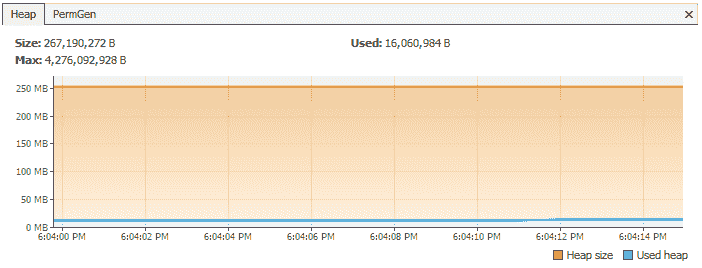 Heap PermGen
Size: 267,190,272 B Used: 16,060,984 B
Max: 4,276,092,928 B
250 MB
200 MB
150 MB
100 MB
50 MB
0 MB
6:04:00 PM 6:04:02 PM 6:04:04 PM 6:04:06 PM 6:04:08 PM 6:04:10 PM 6:04:12 PM 6:04:14 PM
Heap size Used heap